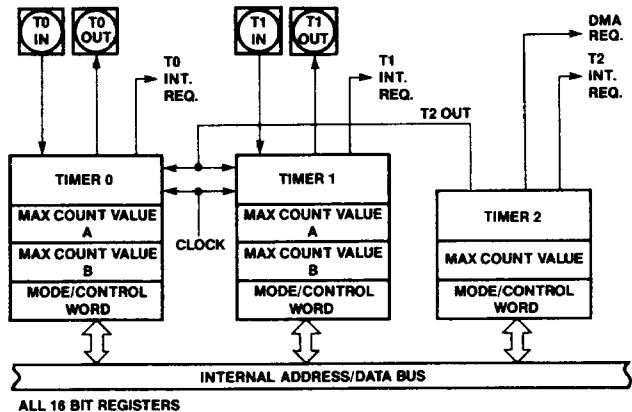 T0 IN
T0 OUT
T1 IN
T1 OUT
DMA REQ.
T0 INT. REQ.
T1 INT. REQ.
T2 INT. REQ.
T2 OUT
TIMER 0
MAX COUNT VALUE A
MAX COUNT VALUE B
MODE/CONTROL WORD
CLOCK
TIMER 1
MAX COUNT VALUE A
MAX COUNT VALUE B
MODE/CONTROL WORD
TIMER 2
MAX COUNT VALUE
MODE/CONTROL WORD
INTERNAL ADDRESS/DATA BUS
ALL 16 BIT REGISTERS